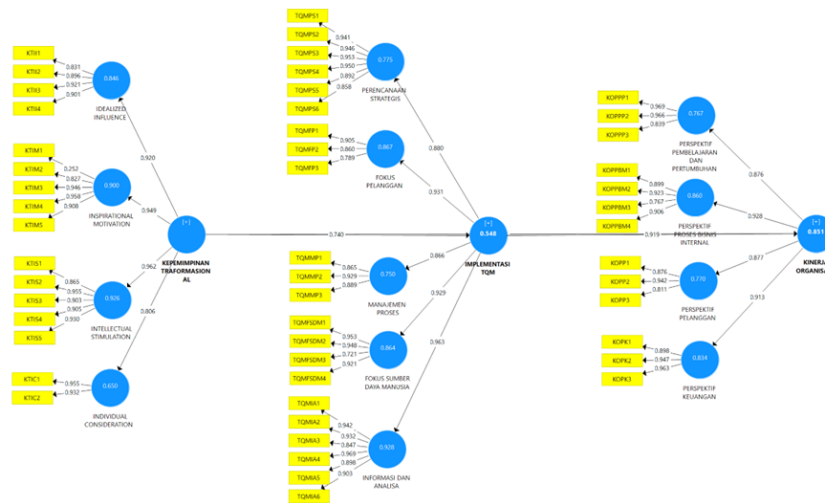 KTII1
KTII2
KTII3
KTII4
0.831
0.896
0.921
0.901
0.846
IDEALIZED
INFLUENCE
KTIM1
KTIM2
KTIM3
KTIM4
KTIM5
0.252
0.827
0.946
0.958
0.908
0.900
INSPIRATIONAL
MOTIVATION
KTIS1
KTIS2
KTIS3
KTIS4
KTIS5
0.865
0.955
0.903
0.905
0.930
0.926
INTELLECTUAL
STIMULATION
KTIC1
KTIC2
0.955
0.932
0.650
INDIVIDUAL
CONSIDERATION
0.920
0.949
0.962
0.806
[+]
KEPEMIMPINAN
TRAFORMASION
AL
0.740
TQMPS1
TQMPS2
TQMPS3
TQMPS4
TQMPS5
TQMPS6
0.941
0.946
0.953
0.950
0.892
0.858
0.775
PERENCANAAN
STRATEGIS
TQMFP1
TQMFP2
TQMFP3
0.905
0.860
0.789
0.867
FOKUS
PELANGGAN
TQMMP1
TQMMP2
TQMMP3
0.865
0.929
0.889
0.750
MANAJEMEN
PROSES
TQMFSDM1
TQMFSDM2
TQMFSDM3
TQMFSDM4
0.953
0.948
0.721
0.921
0.864
FOKUS SUMBER
DAYA MANUSIA
TQMIA1
TQMIA2
TQMIA3
TQMIA4
TQMIA5
TQMIA6
0.942
0.932
0.847
0.969
0.898
0.903
0.928
INFORMASI DAN
ANALISA
0.880
0.931
0.866
0.929
0.963
[+]
0.548
IMPLEMENTASI
TQM
0.919
KOPPP1
KOPPP2
KOPPP3
0.969
0.966
0.839
0.767
PERSPEKTIF
PEMBELAJARAN
DAN
PERTUMBUHAN
KOPPBM1
KOPPBM2
KOPPBM3
KOPPBM4
0.899
0.923
0.767
0.906
0.860
PERSPEKTIF
PROSES BISNIS
INTERNAL
KOPP1
KOPP2
KOPP3
0.876
0.942
0.811
0.770
PERSPEKTIF
PELANGGAN
KOPK1
KOPK2
KOPK3
0.898
0.947
0.963
0.834
PERSPEKTIF
KEUANGAN
0.876
0.928
0.877
0.913
[+]
0.851
KINERJA
ORGANISA